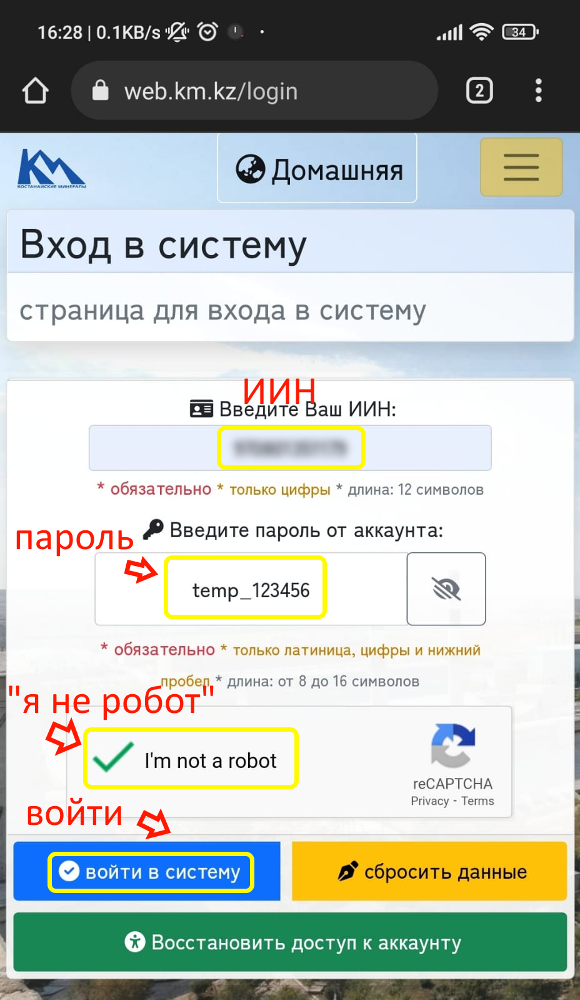 16:28 | 0.1KB/s
34
web.km.kz/login
2
КОСТАНАЙСКИЕ МИНЕРАЛЫ
Домашняя
Вход в систему
страница для входа в систему
ИИН
Введите Ваш ИИН:
* обязательно * только цифры * длина: 12 символов
пароль
Введите пароль от аккаунта:
temp_123456
* обязательно * только латиница, цифры и нижний
пробел * длина: от 8 до 16 символов
"я не робот"
I'm not a robot
reCAPTCHA
Privacy - Terms
войти
войти в систему
сбросить данные
Восстановить доступ к аккаунту